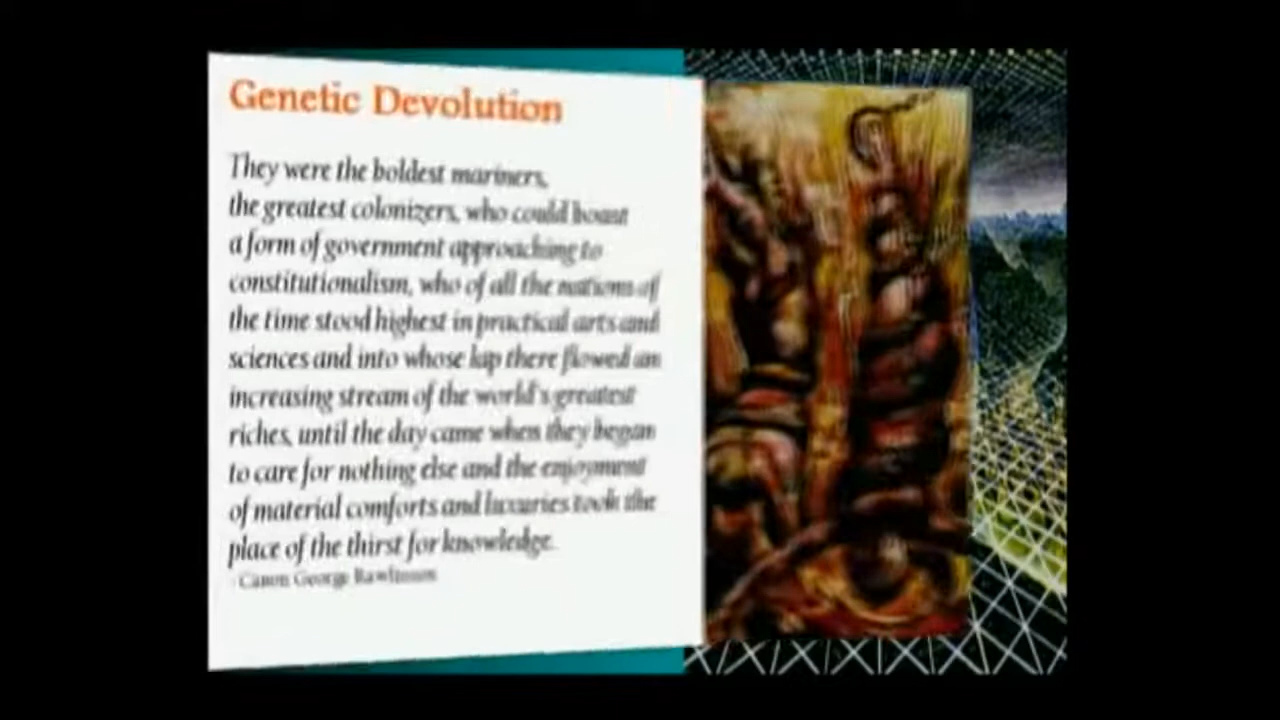 Genetic Devolution
They were the boldest mariners,
the greatest colonizers, who could boast
a form of government approaching to
constitutionalism, who of all the nations of
the time stood highest in practical arts and
sciences and into whose lap there flowed an
increasing stream of the world's greatest
riches, until the day came when they began
to care for nothing else and the enjoyment
of material comforts and luxuries took the
place of the thirst for knowledge.
- Canon George Rawlinson